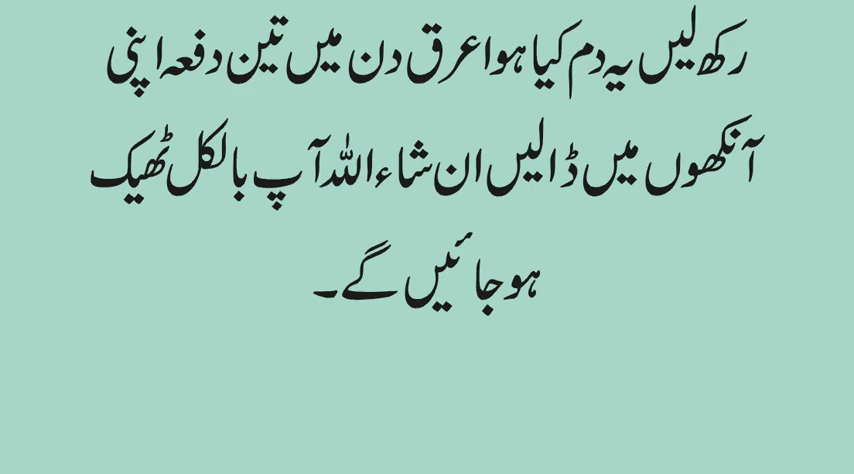 رکھ لیں یہ دم کیا ہوا عرق دن میں تین دفعہ اپنی
آنکھوں میں ڈالیں ان شاء اللہ آپ بالکل ٹھیک
ہو جائیں گے۔